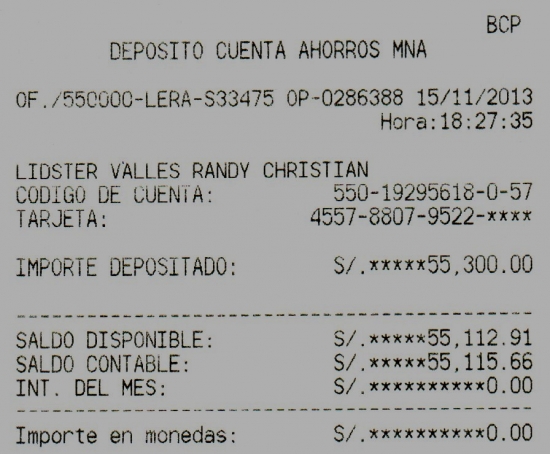 BCP
DEPOSITO CUENTA AHORROS MNA
OF./550000-LERA-S33475 OP-0286388 15/11/2013
Hora:18:27:35
LIDSTER VALLES RANDY CHRISTIAN
CODIGO DE CUENTA: 550-19295618-0-57
TARJETA: 4557-8807-9522-****
IMPORTE DEPOSITADO: S/.*****55,300.00
SALDO DISPONIBLE: S/.*****55,112.91
SALDO CONTABLE: S/.*****55,115.66
INT. DEL MES: S/.**********0.00
Importe en monedas: S/.**********0.00